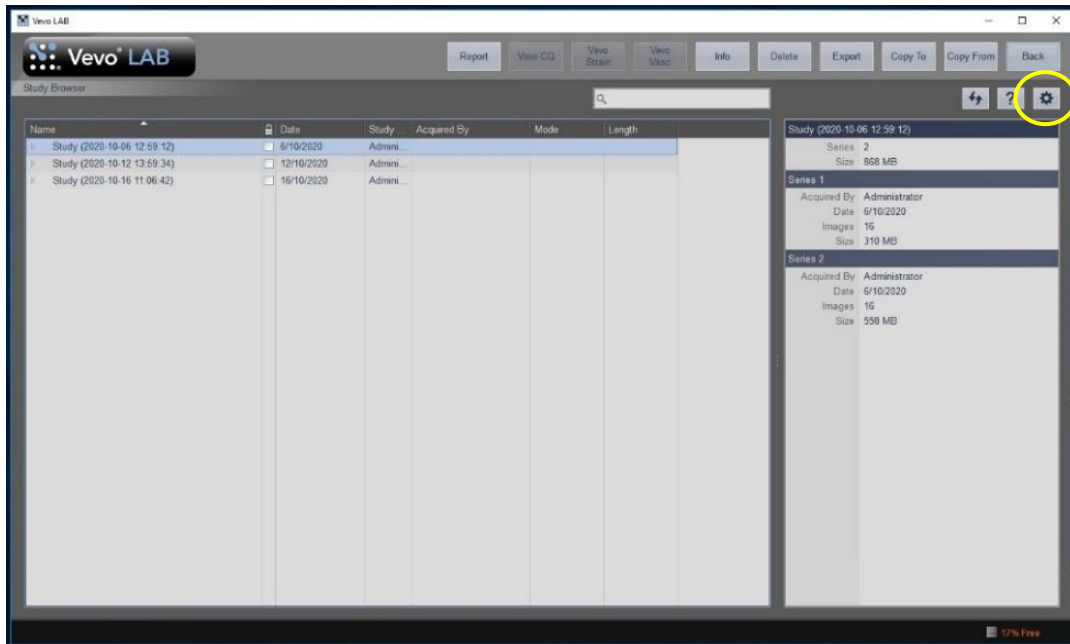 Vevo LAB
Vevo® LAB
Report Vevo CQ Vevo Strain Vevo Vasc Info Delete Export Copy To Copy From Back
Study Browser
?
Name Date Study ... Acquired By Mode Length
Study (2020-10-06 12:59:12) 6/10/2020 Admini...
Study (2020-10-12 13:59:34) 12/10/2020 Admini...
Study (2020-10-16 11:06:42) 16/10/2020 Admini...
Study (2020-10-06 12:59:12)
Series 2
Size 868 MB
Series 1
Acquired By Administrator
Date 6/10/2020
Images 16
Size 310 MB
Series 2
Acquired By Administrator
Date 6/10/2020
Images 16
Size 558 MB
17% Free